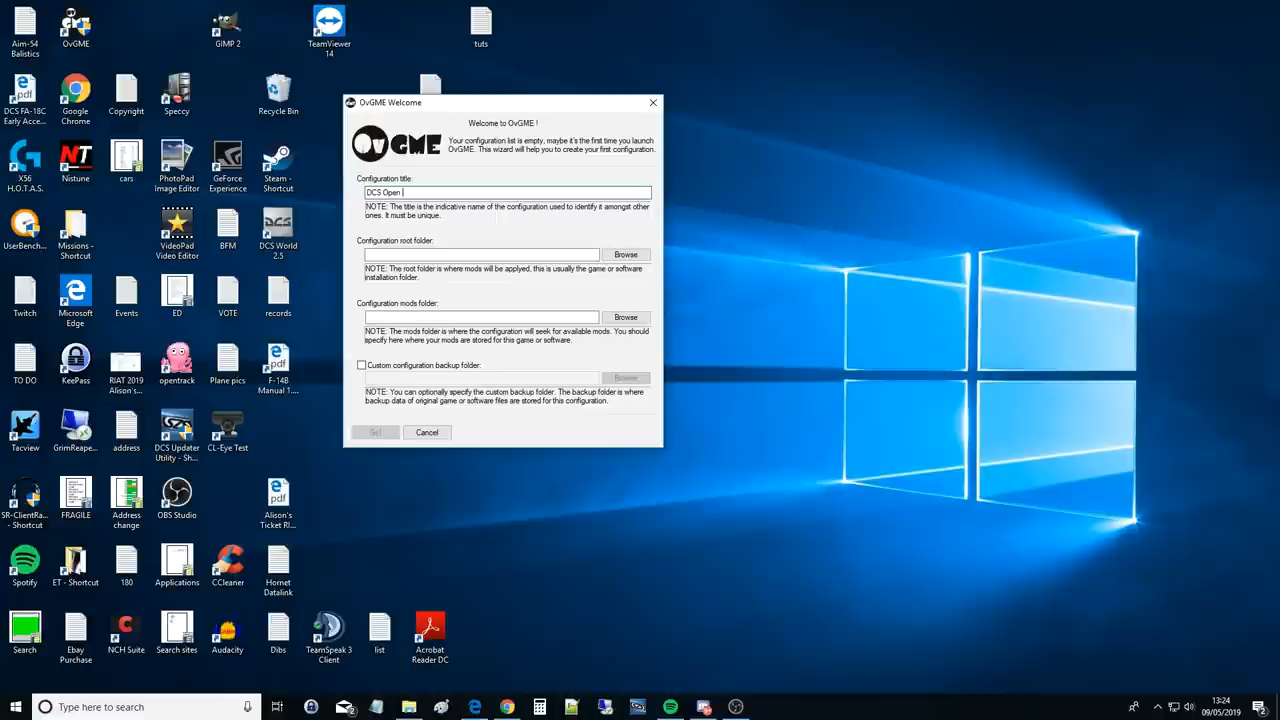 Aim-54
Balistics
OvGME
GIMP 2
TeamViewer
14
tuts
DCS FA-18C
Early Acce...
Google
Chrome
Copyright
Speccy
Recycle Bin
X56
H.O.T.A.S.
Nistune
cars
PhotoPad
Image Editor
GeForce
Experience
Steam -
Shortcut
UserBench...
Missions -
Shortcut
VideoPad
Video Editor
BFM
DCS World
2.5
Twitch
Microsoft
Edge
Events
ED
VOTE
records
TO DO
KeePass
RIAT 2019
Alison's...
opentrack
Plane pics
F-14B
Manual 1....
Tacview
GrimReape...
address
DCS Updater
Utility - Sh...
CL-Eye Test
SR-ClientRa...
- Shortcut
FRAGILE
Address
change
OBS Studio
Alison's
Ticket RI...
Spotify
ET - Shortcut
180
Applications
CCleaner
Hornet
Datalink
Search
Ebay
Purchase
NCH Suite
Search sites
Audacity
Dibs
TeamSpeak 3
Client
list
Acrobat
Reader DC
OvGME Welcome
Welcome to OvGME !
OvGME
Your configuration list is empty, maybe it's the first time you launch
OvGME. This wizard will help you to create your first configuration.
Configuration title:
DCS Open
NOTE: The title is the indicative name of the configuration used to identify it amongst other
ones. It must be unique.
Configuration root folder:
Browse
NOTE: The root folder is where mods will be applyed, this is usually the game or software
installation folder.
Configuration mods folder:
Browse
NOTE: The mods folder is where the configuration will seek for available mods. You should
specify here where your mods are stored for this game or software.
Custom configuration backup folder:
Browse
NOTE: You can optionally specify the custom backup folder. The backup folder is where
backup data of original game or software files are stored for this configuration.
Cancel
Type here to search
13:24
09/05/2019